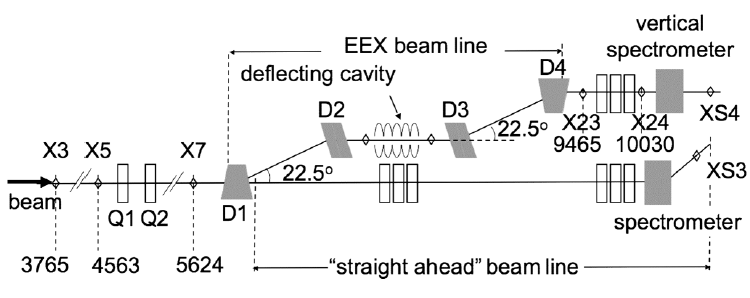 vertical
spectrometer
EEX beam line
deflecting cavity
D4
D2
D3
X23
9465
X24
10030
XS4
22.5°
X3
X5
X7
22.5°
XS3
beam
Q1
Q2
D1
spectrometer
3765
4563
5624
“straight ahead” beam line